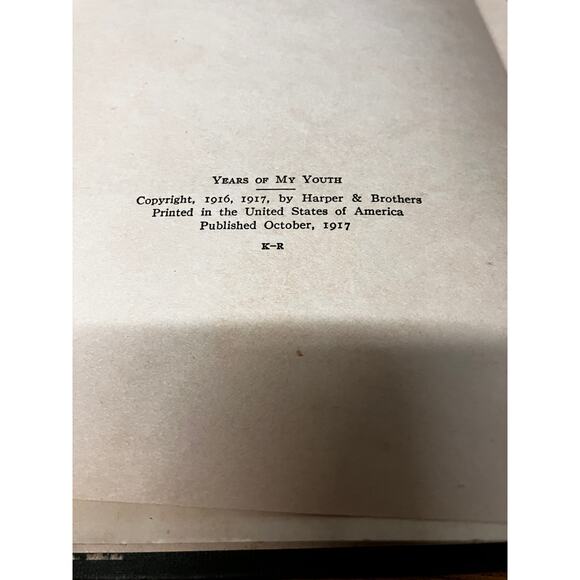 Years of My Youth
Copyright, 1916, 1917, by Harper & Brothers
Printed in the United States of America
Published October, 1917
K–R